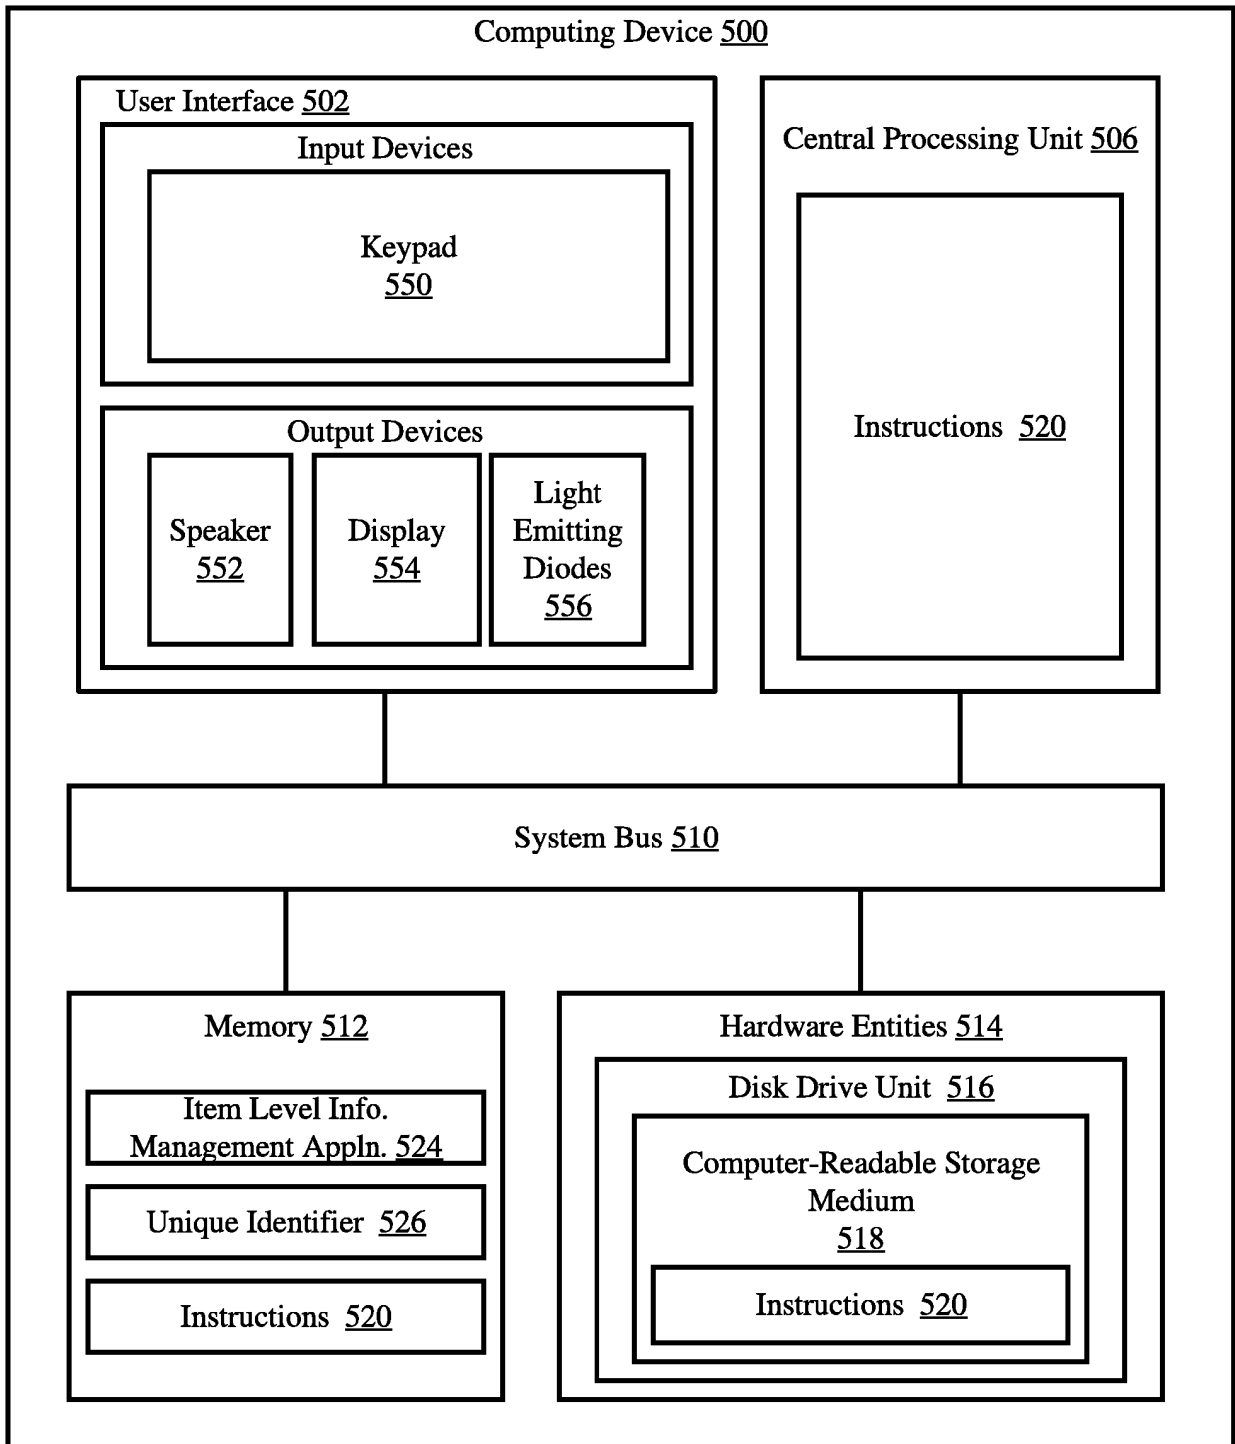 Computing Device 500
User Interface 502
Input Devices
Keypad
550
Output Devices
Speaker
552
Display
554
Light
Emitting
Diodes
556
Central Processing Unit 506
Instructions 520
System Bus 510
Memory 512
Item Level Info.
Management Appln. 524
Unique Identifier 526
Instructions 520
Hardware Entities 514
Disk Drive Unit 516
Computer-Readable Storage
Medium
518
Instructions 520